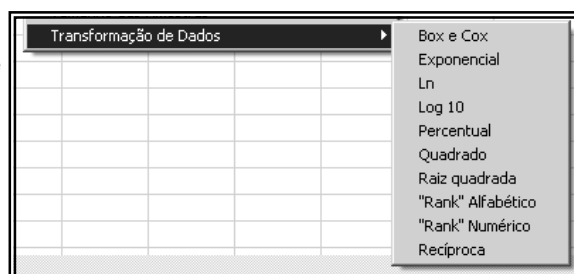 Transformação de Dados
Box e Cox
Exponencial
Ln
Log 10
Percentual
Quadrado
Raiz quadrada
"Rank" Alfabético
"Rank" Numérico
Recíproca